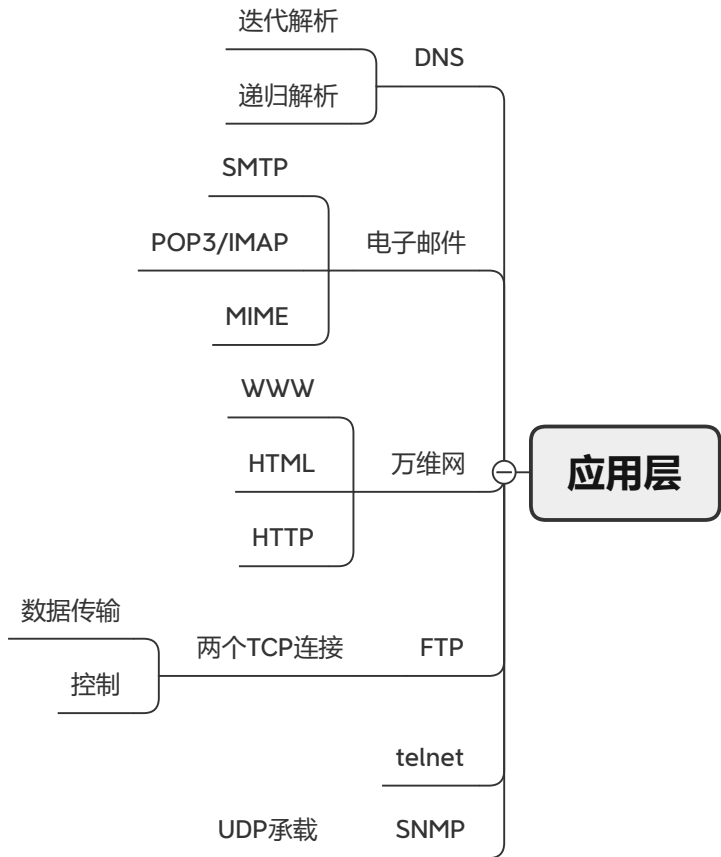 迭代解析
DNS
递归解析
SMTP
POP3/IMAP
电子邮件
MIME
WWW
HTML
万维网
应用层
HTTP
数据传输
两个TCP连接
FTP
控制
telnet
UDP承载
SNMP